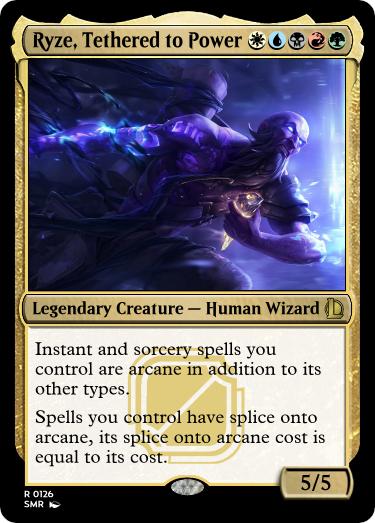 Ryze, Tethered to Power
Legendary Creature — Human Wizard
Instant and sorcery spells you
control are arcane in addition to its
other types.
Spells you control have splice onto
arcane, its splice onto arcane cost is
equal to its cost.
5/5
R 0126
SMR